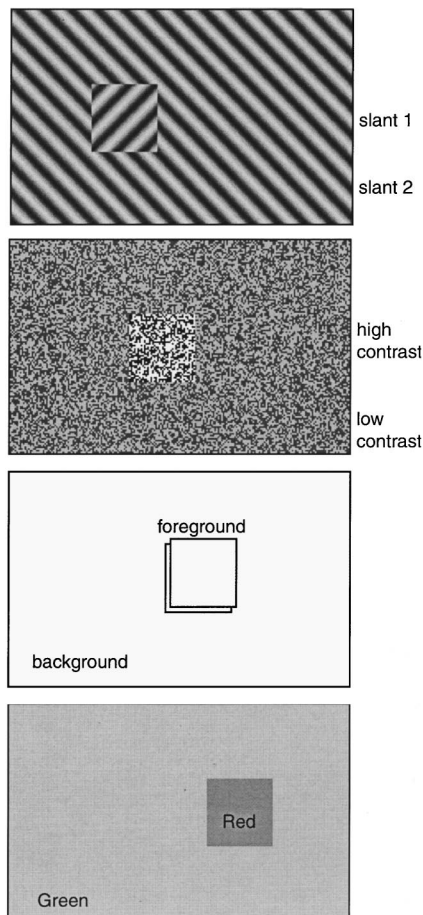 slant 1
slant 2
high
contrast
low
contrast
foreground
background
Red
Green